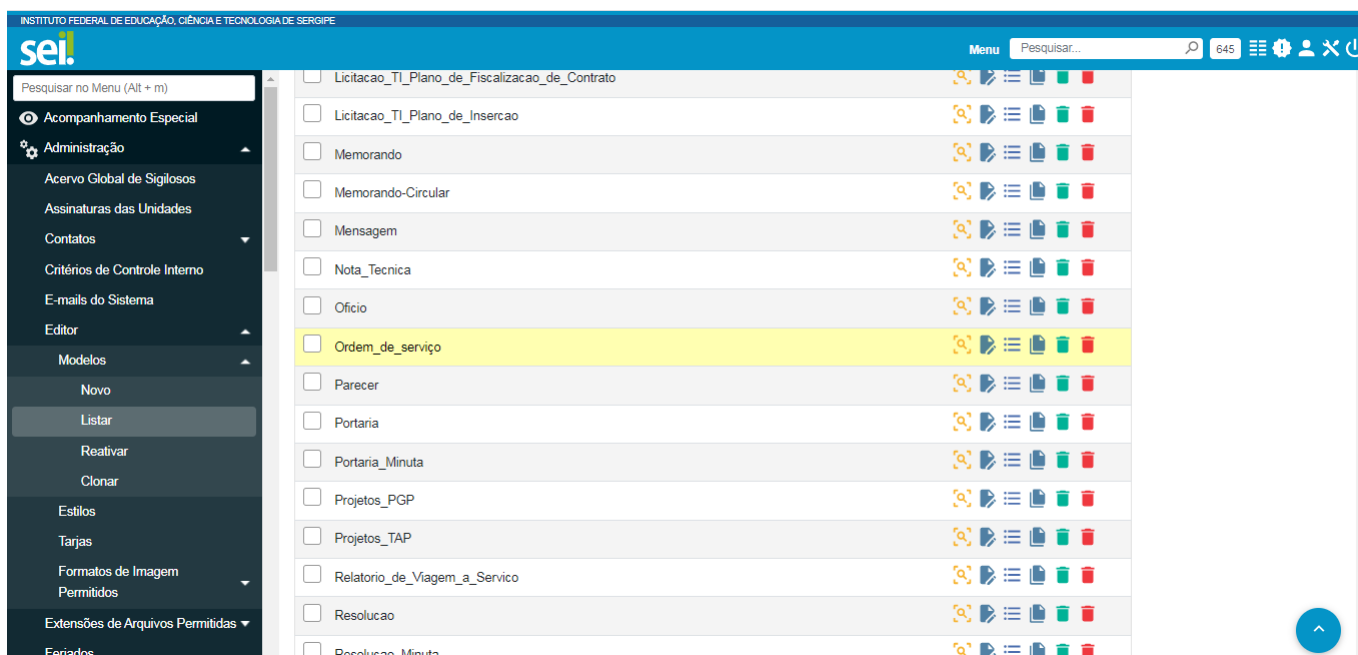 INSTITUTO FEDERAL DE EDUCAÇÃO, CIÊNCIA E TECNOLOGIA DE SERGIPE
sei!
Menu
Pesquisar...
645
Pesquisar no Menu (Alt + m)
Acompanhamento Especial
Administração
Acervo Global de Sigilosos
Assinaturas das Unidades
Contatos
Critérios de Controle Interno
E-mails do Sistema
Editor
Modelos
Novo
Listar
Reativar
Clonar
Estilos
Tarjas
Formatos de Imagem
Permitidos
Extensões de Arquivos Permitidas
Feriados
Licitacao_TI_Plano_de_Fiscalizacao_de_Contrato
Licitacao_TI_Plano_de_Insercao
Memorando
Memorando-Circular
Mensagem
Nota_Tecnica
Oficio
Ordem_de_serviço
Parecer
Portaria
Portaria_Minuta
Projetos_PGP
Projetos_TAP
Relatorio_de_Viagem_a_Servico
Resolucao
Resolucao_Minuta